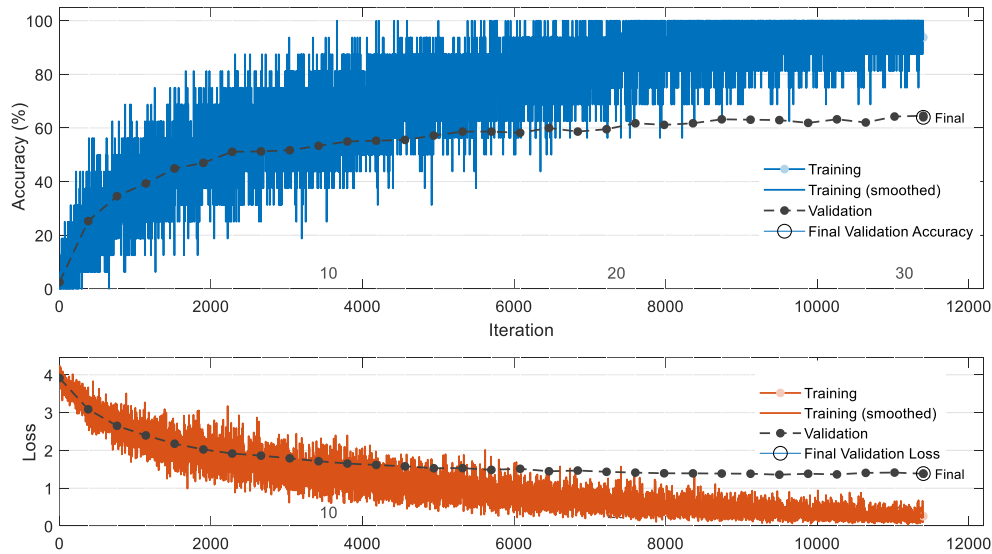 100
80
60
40
20
0
Accuracy (%)
Final
Training
Training (smoothed)
Validation
Final Validation Accuracy
10
20
30
0
2000
4000
6000
8000
10000
12000
Iteration
4
3
2
1
0
Loss
Training
Training (smoothed)
Validation
Final Validation Loss
Final
10
0
2000
4000
6000
8000
10000
12000